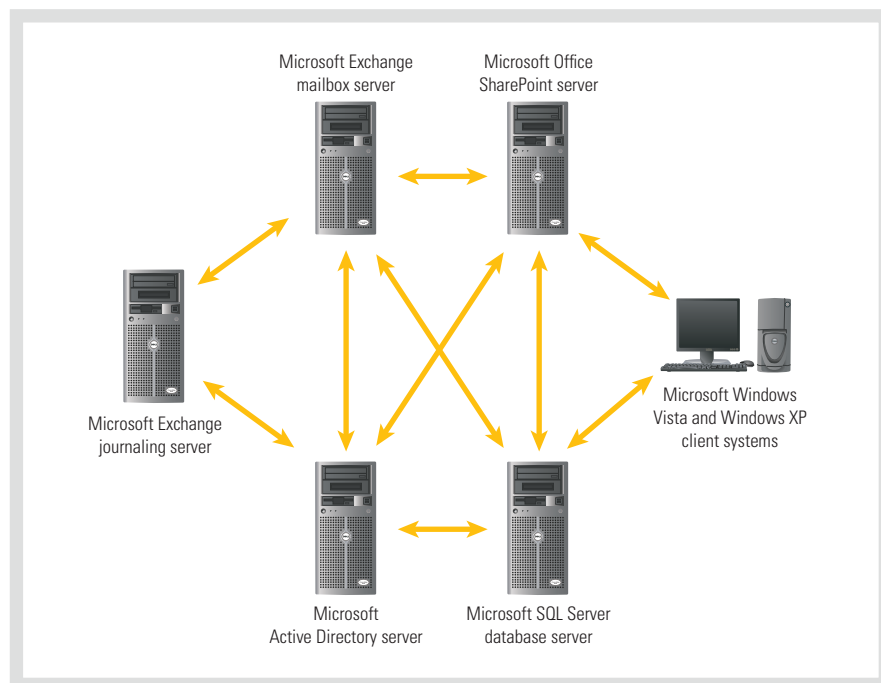 Microsoft Exchange
mailbox server
Microsoft Office
SharePoint server
Microsoft Exchange
journaling server
Microsoft Windows
Vista and Windows XP
client systems
Microsoft
Active Directory server
Microsoft SQL Server
database server